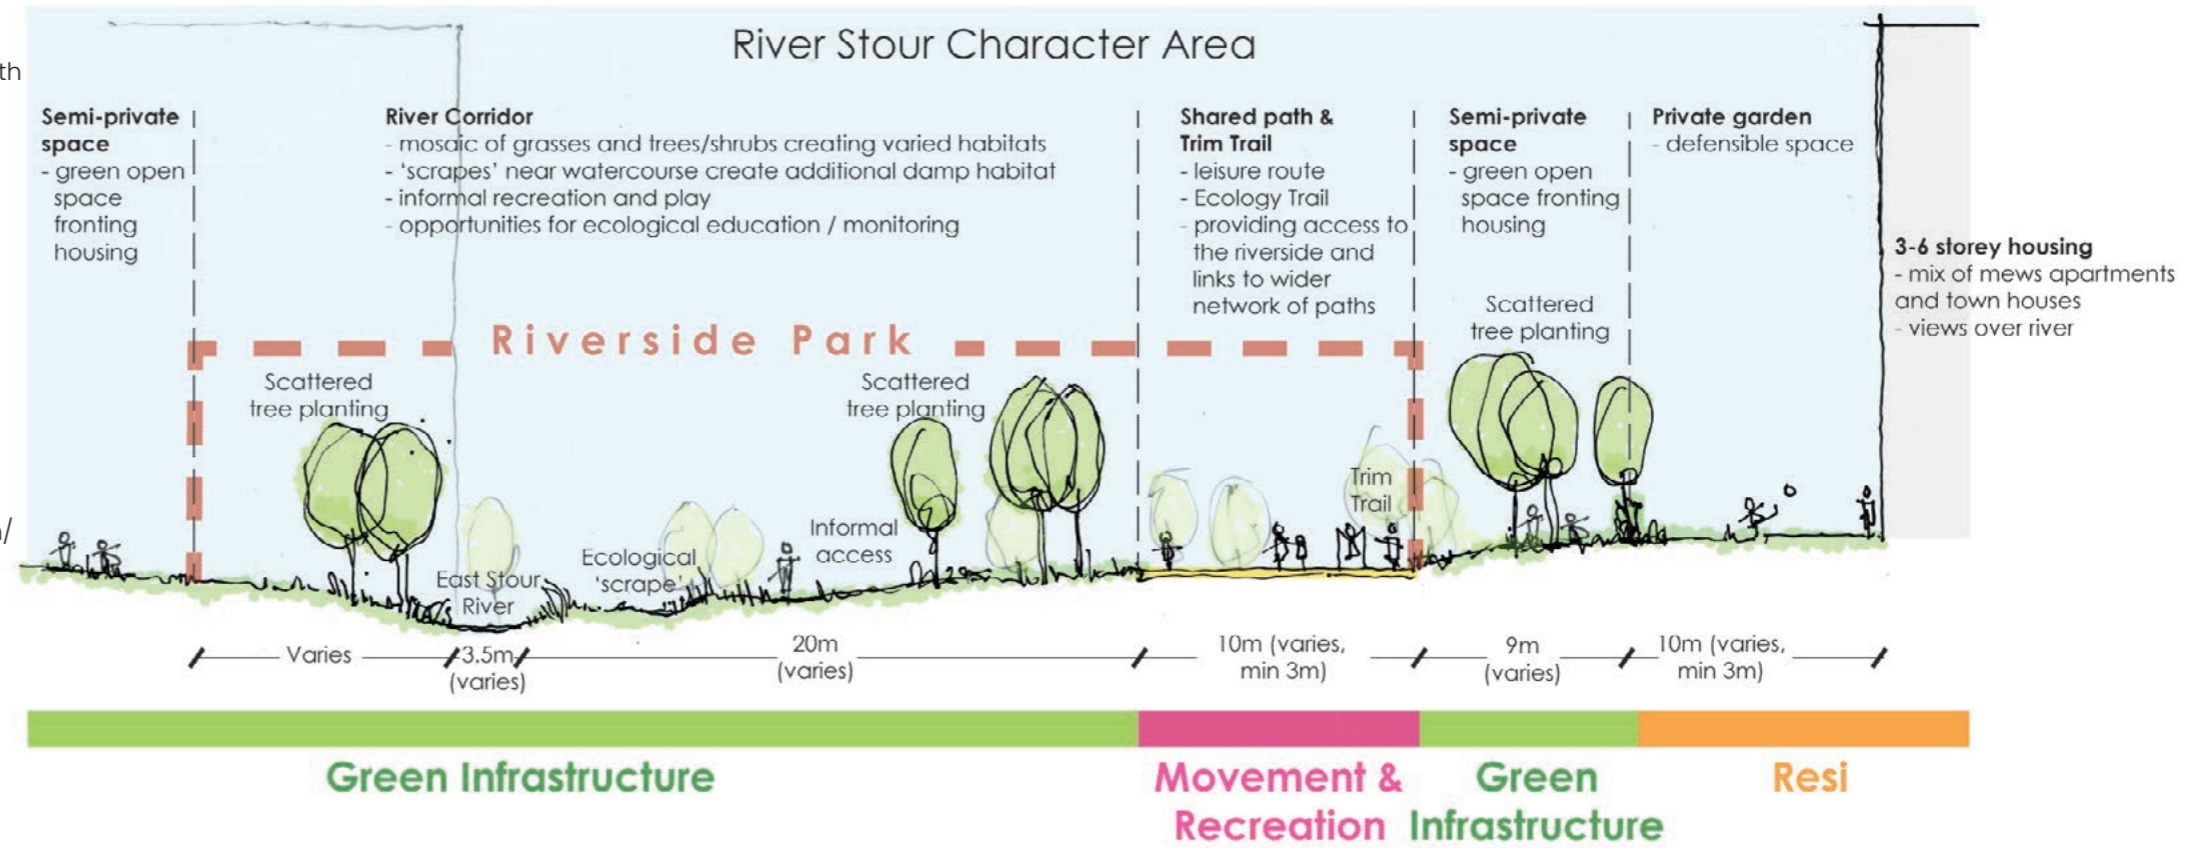 River Stour Character Area
th
Semi-private
space
- green open
space
fronting
housing
River Corridor
- mosaic of grasses and trees/shrubs creating varied habitats
- 'scrapes' near watercourse create additional damp habitat
- informal recreation and play
- opportunities for ecological education / monitoring
Shared path &
Trim Trail
- leisure route
- Ecology Trail
- providing access to
the riverside and
links to wider
network of paths
Semi-private
space
- green open
space fronting
housing
Private garden
- defensible space
3-6 storey housing
- mix of mews apartments
and town houses
- views over river
Riverside Park
Scattered
tree planting
Scattered
tree planting
Scattered
tree planting
Trim
Trail
Informal
access
Ecological
'scrape'
East Stour
River
/
Varies
3.5m
(varies)
20m
(varies)
10m (varies,
min 3m)
9m
(varies)
10m (varies,
min 3m)
Green Infrastructure
Movement &
Recreation
Green
Infrastructure
Resi